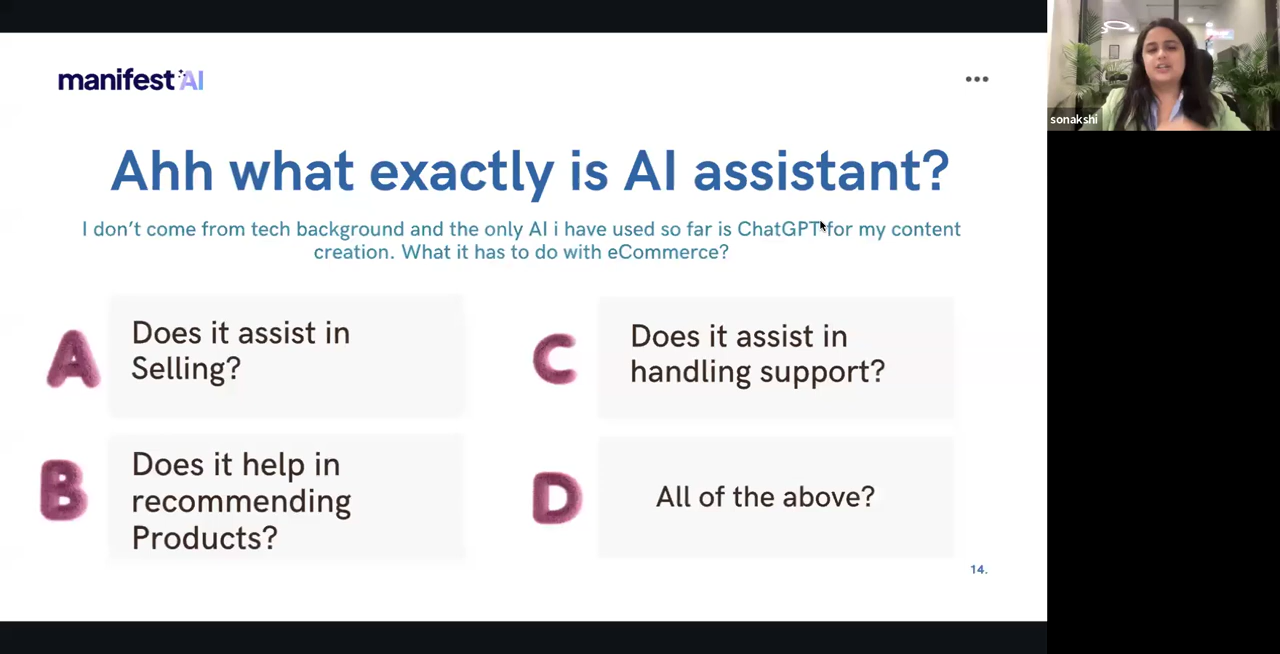 manifest AI
sonakshi
Ahh what exactly is AI assistant?
I don't come from tech background and the only AI i have used so far is ChatGPT for my content
creation. What it has to do with eCommerce?
A
Does it assist in
Selling?
B
Does it help in
recommending
Products?
C
Does it assist in
handling support?
D
All of the above?
14.